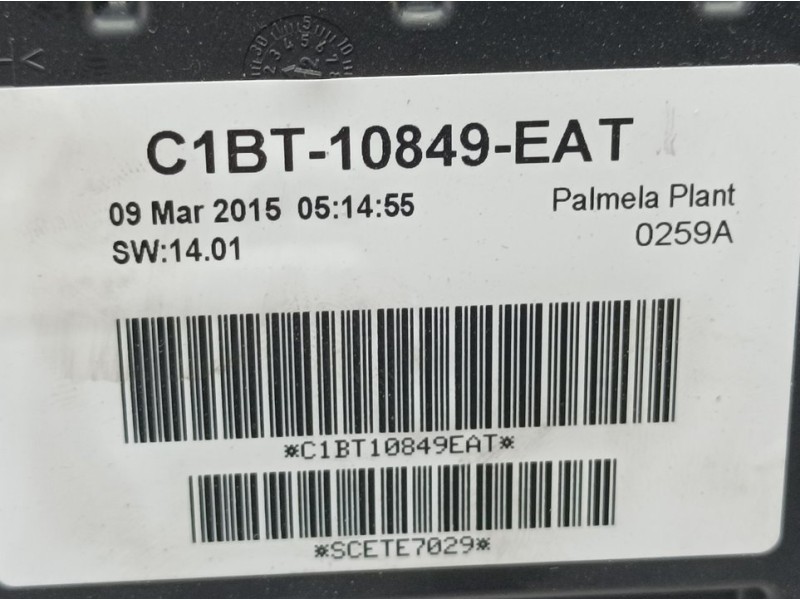 C1BT-10849-EAT
09 Mar 2015 05:14:55
Palmela Plant
SW:14.01
0259A
*C1BT10849EAT*
*SCETE7029*